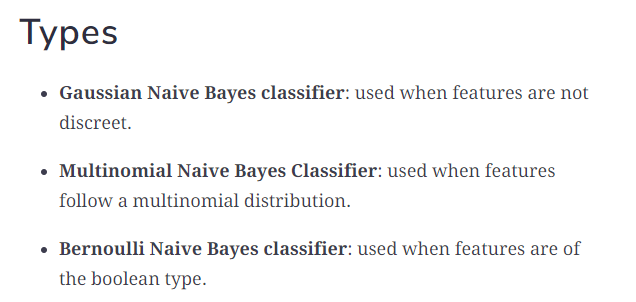 Types
• Gaussian Naive Bayes classifier: used when features are not
discreet.
• Multinomial Naive Bayes Classifier: used when features
follow a multinomial distribution.
• Bernoulli Naive Bayes classifier: used when features are of
the boolean type.